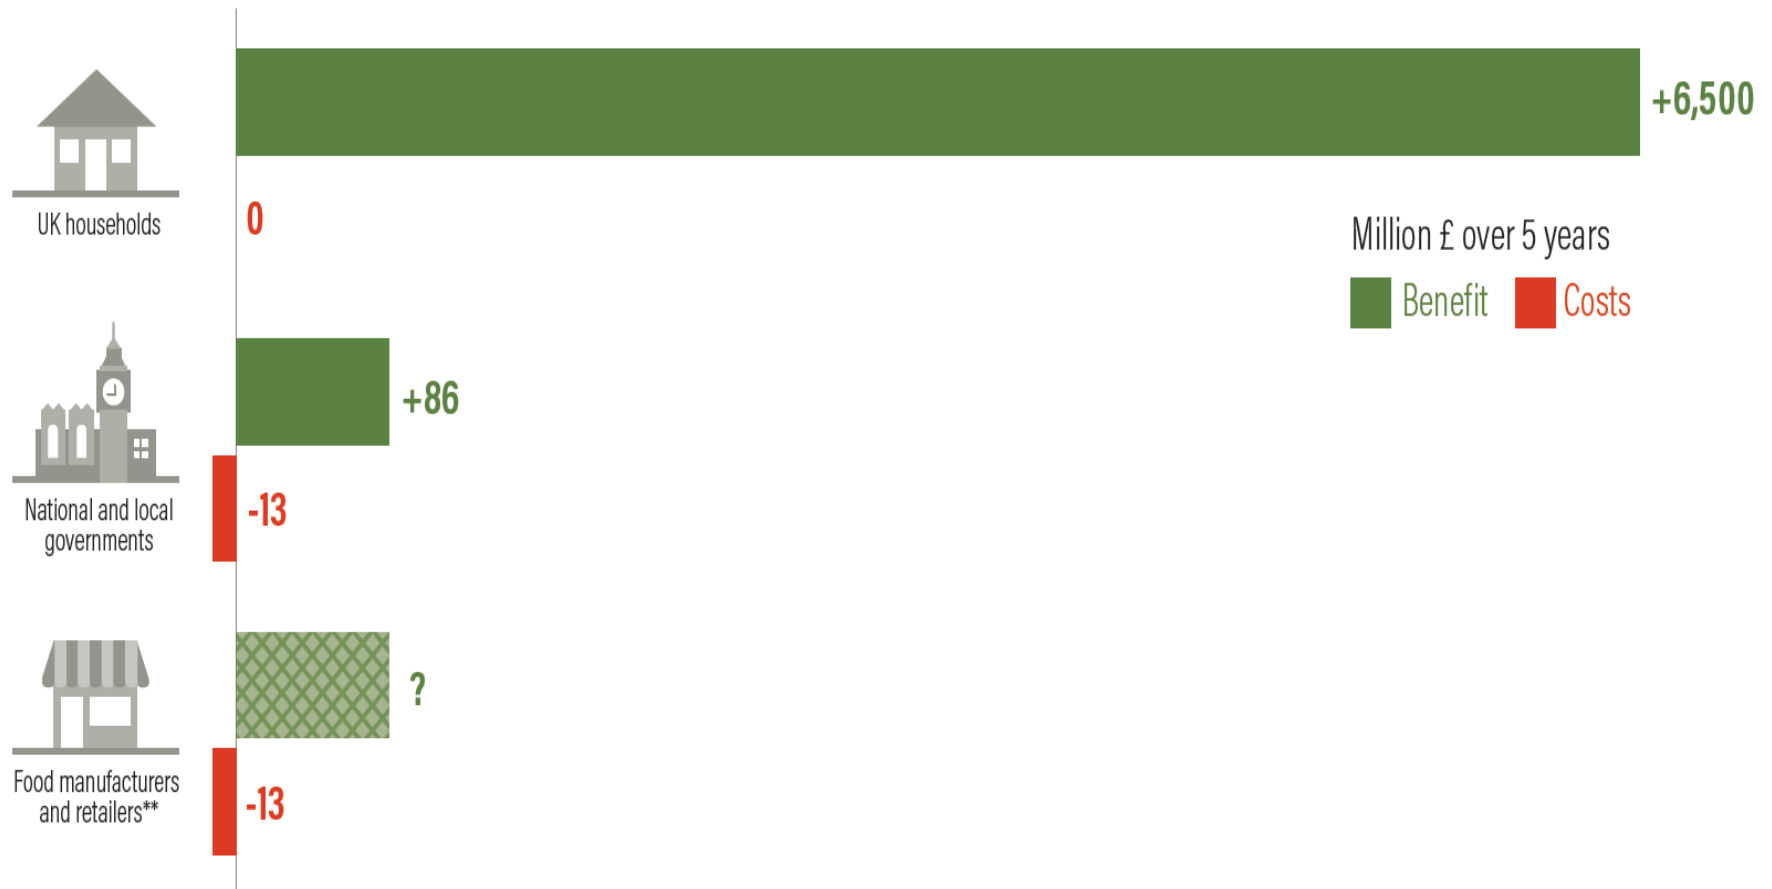 +6,500
UK households
0
Million £ over 5 years
Benefit
Costs
+86
National and local
governments
-13
?
Food manufacturers
and retailers**
-13